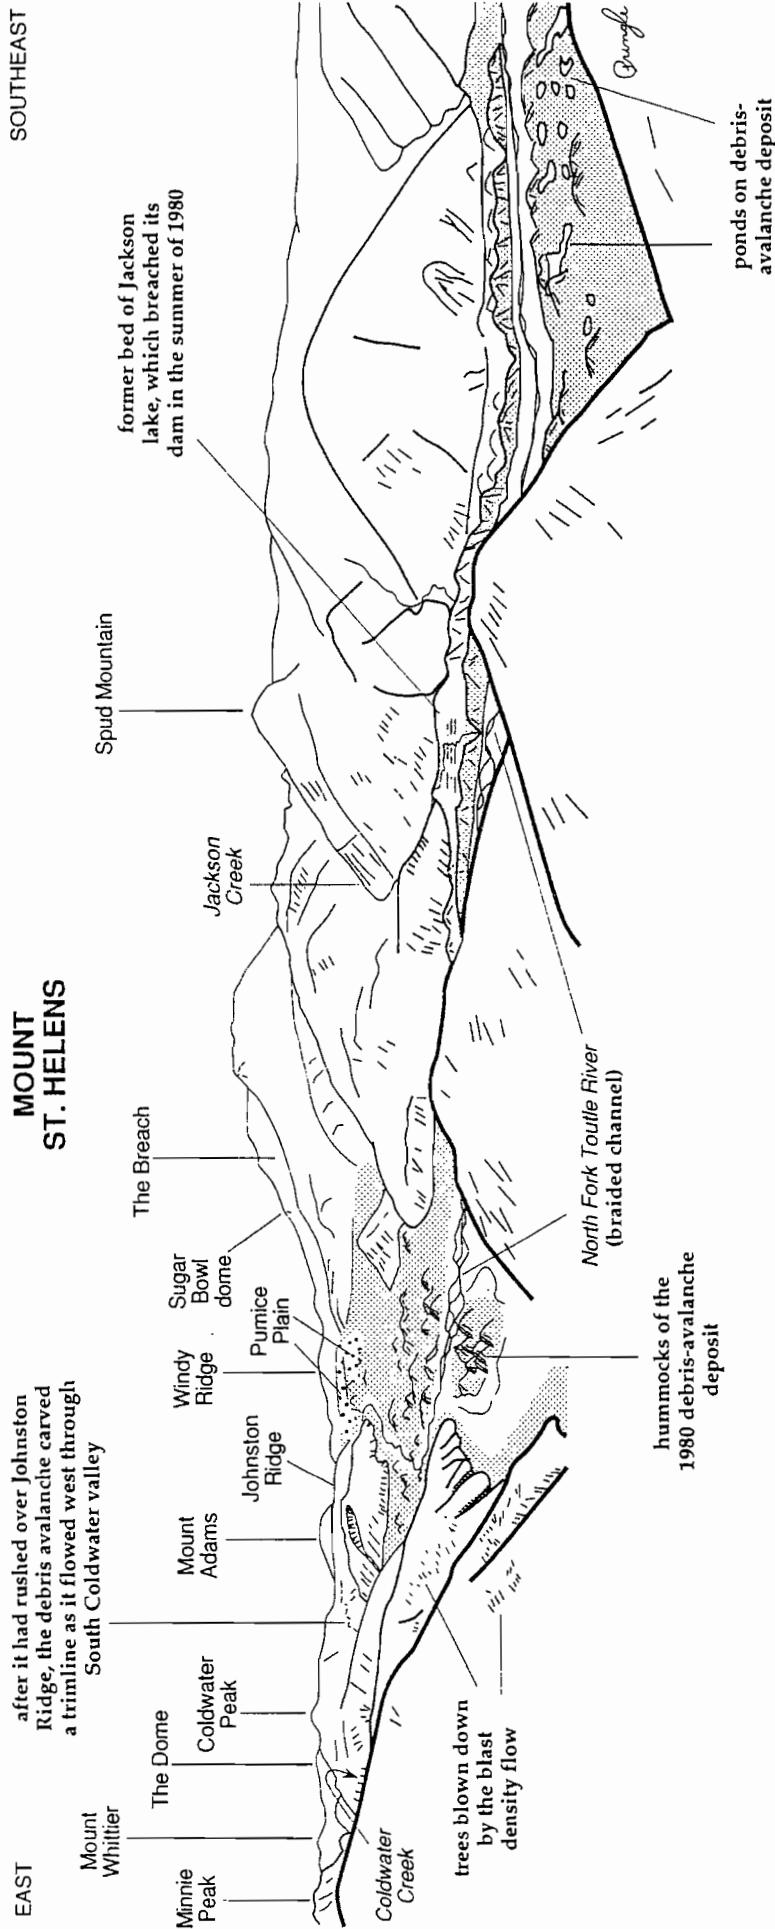 EAST
MOUNT
ST. HELENS
SOUTHEAST
after it had rushed over Johnston
Ridge, the debris avalanche carved
a trimline as it flowed west through
South Coldwater valley
Minnie
Peak
Mount
Whittier
The Dome
Coldwater
Peak
Mount
Adams
Johnston
Ridge
Windy
Ridge
Pumice
Plain
Sugar
Bowl
dome
The Breach
Jackson
Creek
Spud Mountain
former bed of Jackson
lake, which breached its
dam in the summer of 1980
Coldwater
Creek
trees blown down
by the blast
density flow
hummocks of the
1980 debris-avalanche
deposit
North Fork Toutle River
(braided channel)
ponds on debris-
avalanche deposit
Pringle